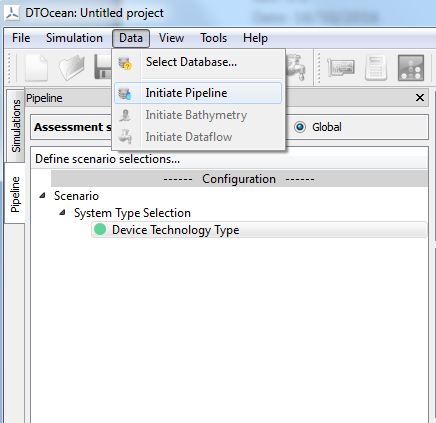 DTOcean: Untitled project
File Simulation Data View Tools Help
Select Database...
Initiate Pipeline
Initiate Bathymetry
Initiate Dataflow
Simulations
Pipeline
Pipeline
Assessment s
Global
Define scenario selections...
------ Configuration ------
Scenario
System Type Selection
Device Technology Type